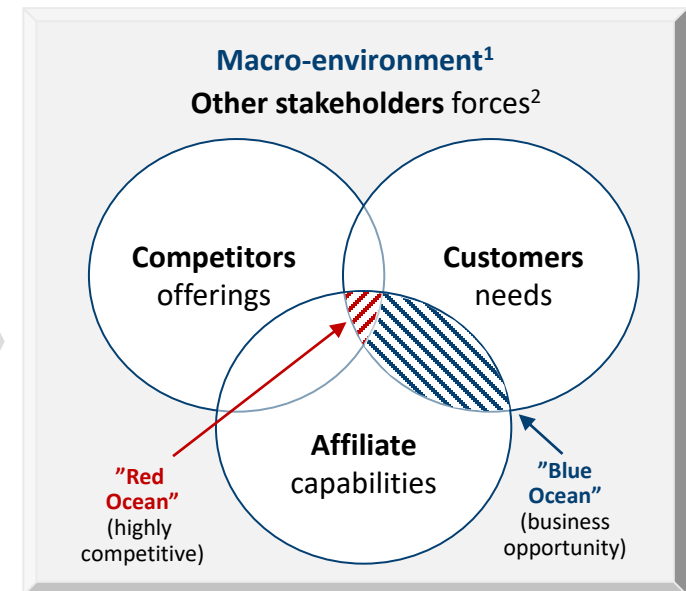 Macro-environment¹
Other stakeholders forces²
Competitors
offerings
Customers
needs
Affiliate
capabilities
”Red
Ocean”
(highly
competitive)
”Blue
Ocean”
(business
opportunity)